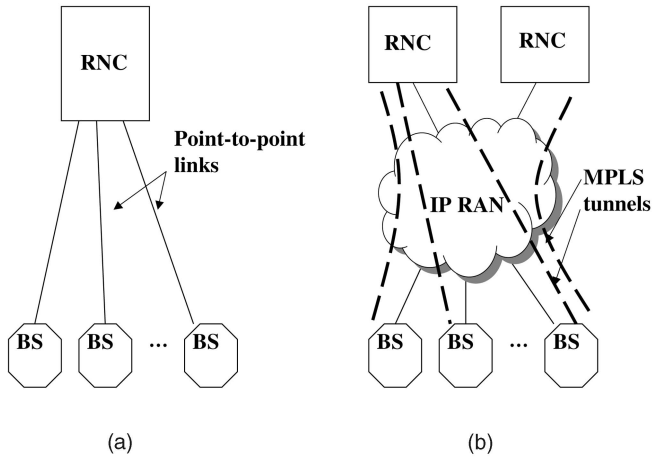 RNC
Point-to-point
links
BS BS ... BS
(a)
RNC RNC
IP RAN
MPLS
tunnels
BS BS ... BS
(b)